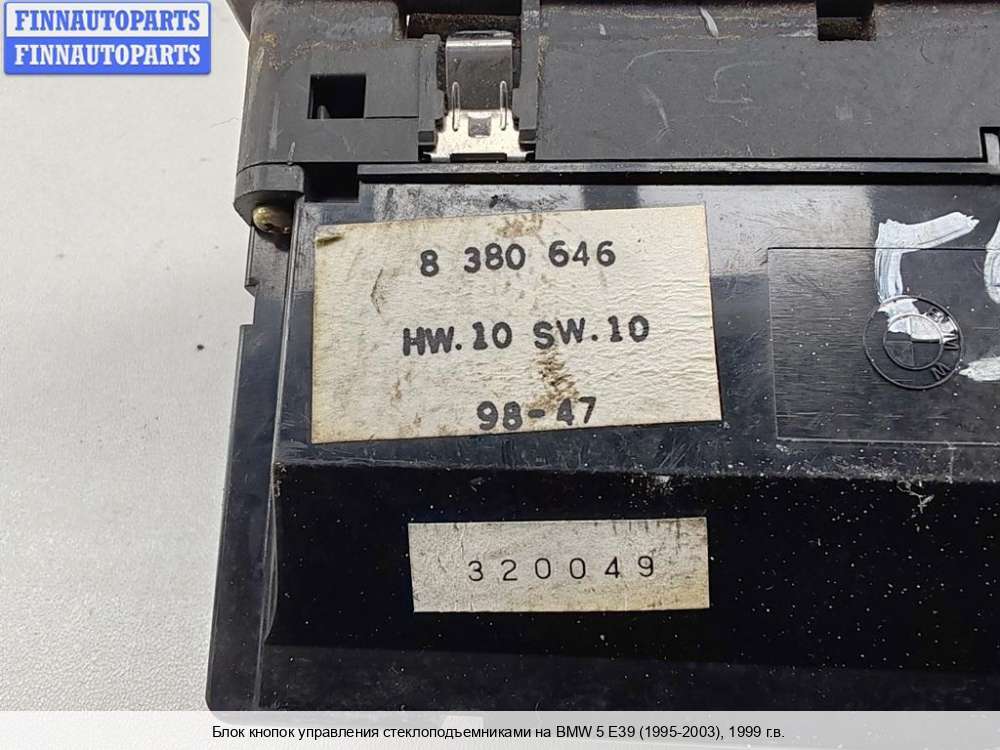 FINNAUTOPARTS
FINNAUTOPARTS
8 380 646
HW.10 SW.10
98-47
BMW
320049
Блок кнопок управления стеклоподъемниками на BMW 5 E39 (1995-2003), 1999 г.в.